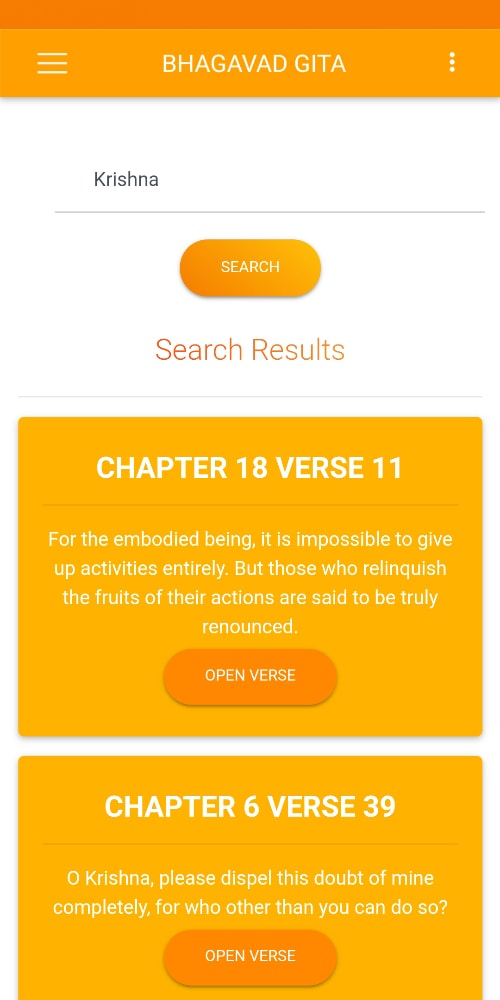 BHAGAVAD GITA
Krishna
SEARCH
Search Results
CHAPTER 18 VERSE 11
For the embodied being, it is impossible to give
up activities entirely. But those who relinquish
the fruits of their actions are said to be truly
renounced.
OPEN VERSE
CHAPTER 6 VERSE 39
O Krishna, please dispel this doubt of mine
completely, for who other than you can do so?
OPEN VERSE